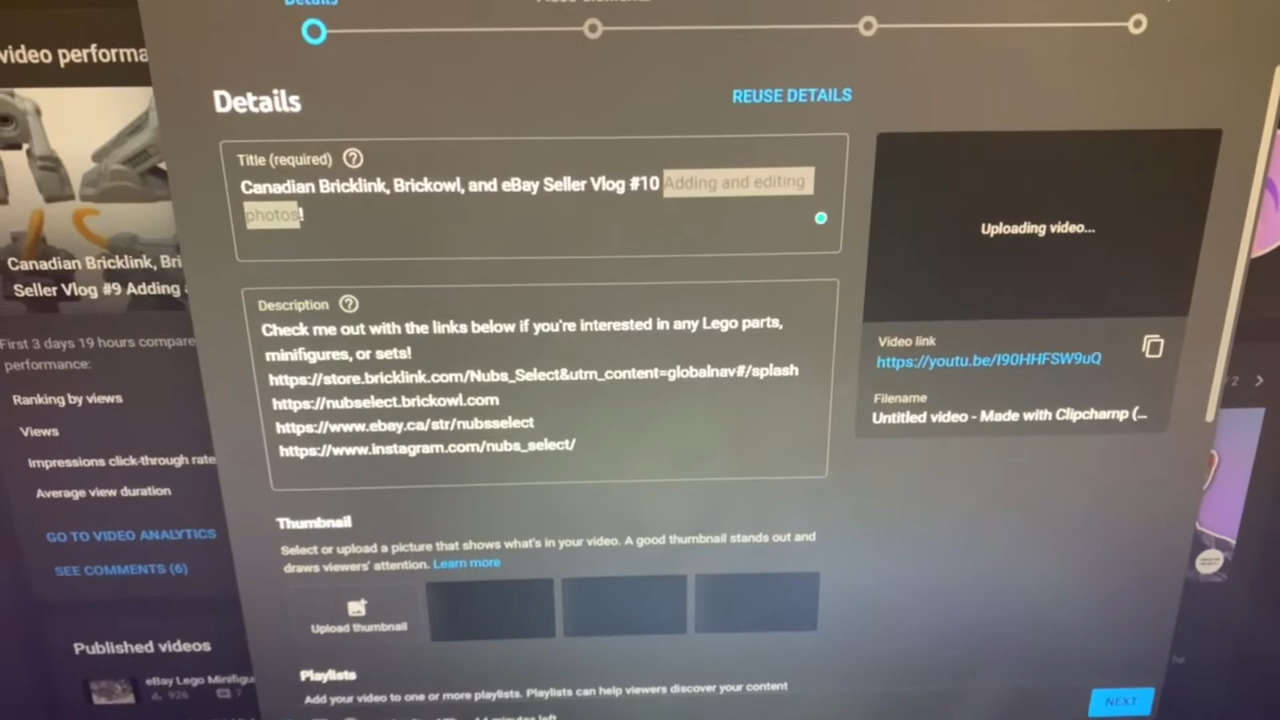 Details
video performa
Details
REUSE DETAILS
Title (required)
Canadian Bricklink, Brickowl, and eBay Seller Vlog #10 Adding and editing
photos!
Uploading video...
Canadian Bricklink, Bri
Seller Vlog #9 Adding
Description
Check me out with the links below if you're interested in any Lego parts,
minifigures, or sets!
https://store.bricklink.com/Nubs_Select&utm_content=globalnav#/splash
https://nubselect.brickowl.com
https://www.ebay.ca/str/nubsselect
https://www.instagram.com/nubs_select/
Video link
https://youtu.be/I90HHFSW9uQ
Filename
Untitled video - Made with Clipchamp (...
First 3 days 19 hours compare
performance:
Ranking by views
Views
Impressions click-through rate
Average view duration
GO TO VIDEO ANALYTICS
SEE COMMENTS (6)
Thumbnail
Select or upload a picture that shows what's in your video. A good thumbnail stands out and
draws viewers' attention. Learn more
Upload thumbnail
Published videos
eBay Lego Minifigu
926
7
Playlists
Add your video to one or more playlists. Playlists can help viewers discover your content
NEXT